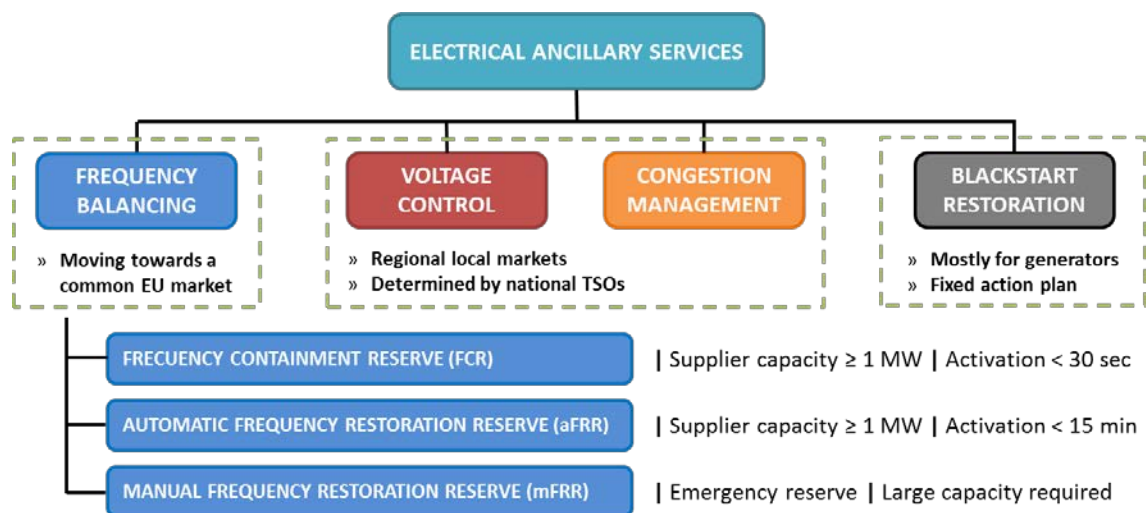 ELECTRICAL ANCILLARY SERVICES
FREQUENCY
BALANCING
» Moving towards a
common EU market
VOLTAGE
CONTROL
CONGESTION
MANAGEMENT
» Regional local markets
» Determined by national TSOs
BLACKSTART
RESTORATION
» Mostly for generators
» Fixed action plan
FRECUENCY CONTAINMENT RESERVE (FCR) | Supplier capacity ≥ 1 MW | Activation < 30 sec
AUTOMATIC FREQUENCY RESTORATION RESERVE (aFRR) | Supplier capacity ≥ 1 MW | Activation < 15 min
MANUAL FREQUENCY RESTORATION RESERVE (mFRR) | Emergency reserve | Large capacity required